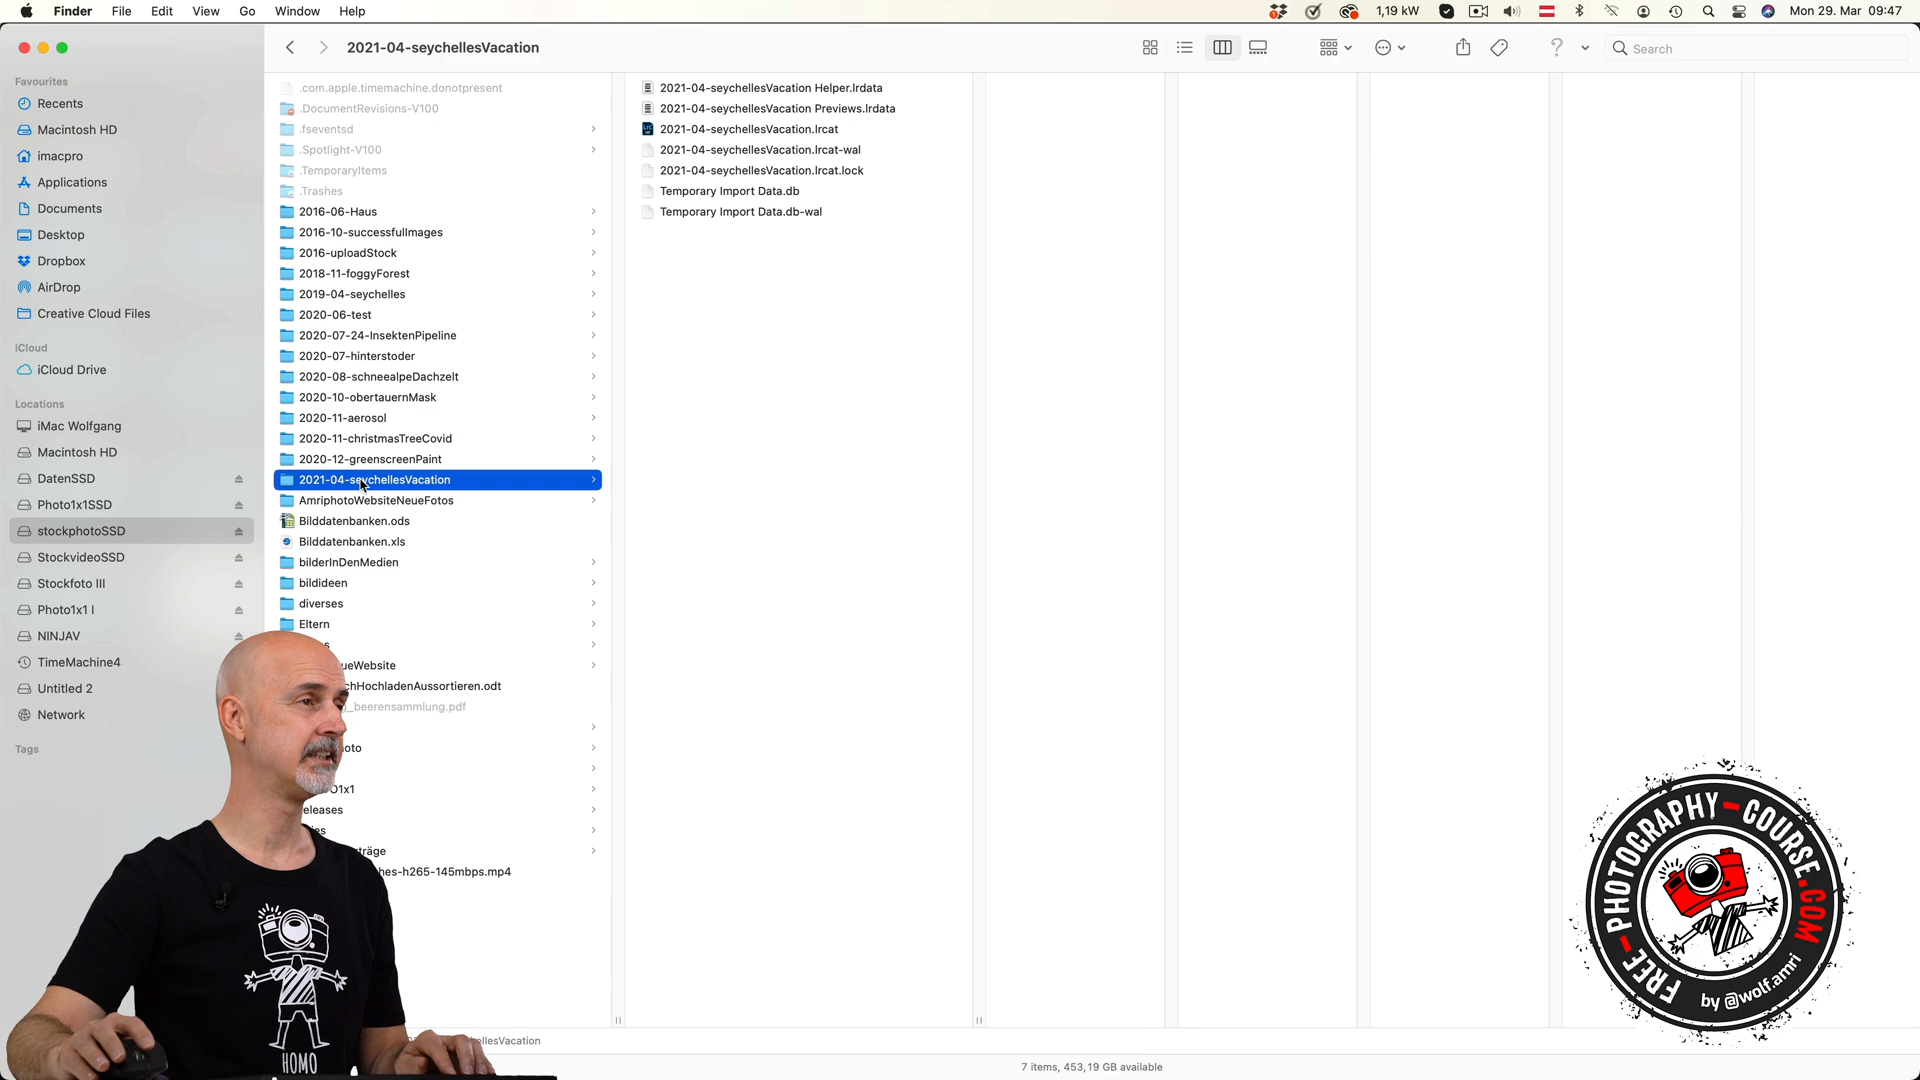 Finder File Edit View Go Window Help
1,19 kW
Mon 29. Mar 09:47
2021-04-seychellesVacation
Search
Favourites
Recents
Macintosh HD
imacpro
Applications
Documents
Desktop
Dropbox
AirDrop
Creative Cloud Files
iCloud
iCloud Drive
Locations
iMac Wolfgang
Macintosh HD
DatenSSD
Photo1x1SSD
stockphotoSSD
StockvideoSSD
Stockfoto III
Photo1x1 I
NINJAV
TimeMachine4
Untitled 2
Network
Tags
.com.apple.timemachine.donotpresent
.DocumentRevisions-V100
.fseventsd
.Spotlight-V100
.TemporaryItems
.Trashes
2016-06-Haus
2016-10-successfulImages
2016-uploadStock
2018-11-foggyForest
2019-04-seychelles
2020-06-test
2020-07-24-InsektenPipeline
2020-07-hinterstoder
2020-08-schneealpeDachzelt
2020-10-obertauernMask
2020-11-aerosol
2020-11-christmasTreeCovid
2020-12-greenscreenPaint
2021-04-seychellesVacation
AmriphotoWebsiteNeueFotos
Bilddatenbanken.ods
Bilddatenbanken.xls
bilderInDenMedien
bildideen
diverses
Eltern
ueWebsite
chHochladenAussortieren.odt
_beerensammlung.pdf
oto
O1x1
eleases
träge
hes-h265-145mbps.mp4
2021-04-seychellesVacation Helper.lrdata
2021-04-seychellesVacation Previews.lrdata
2021-04-seychellesVacation.lrcat
2021-04-seychellesVacation.lrcat-wal
2021-04-seychellesVacation.lrcat.lock
Temporary Import Data.db
Temporary Import Data.db-wal
ellesVacation
7 items, 453,19 GB available
HOMO
FREE-PHOTOGRAPHY-COURSE.COM
by @wolf.amri